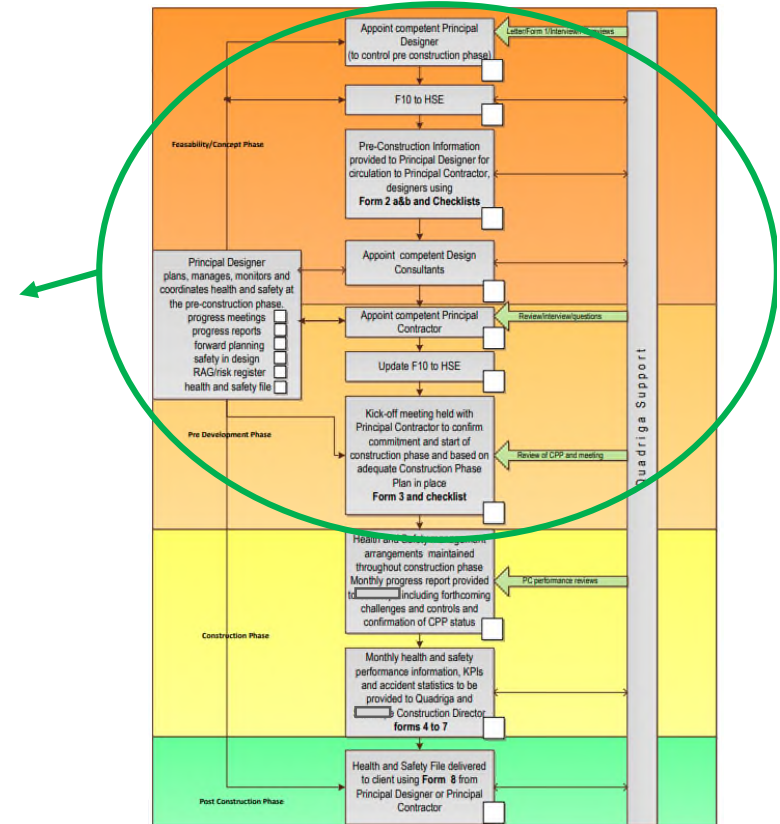 Appoint competent Principal
Designer
(to control pre construction phase)
Letter/Form 1/Interview/
F10 to HSE
Feasability/Concept Phase
Pre-Construction Information
provided to Principal Designer for
circulation to Principal Contractor,
designers using
Form 2 a&b and Checklists
Appoint competent Design
Consultants
Principal Designer
plans, manages, monitors and
coordinates health and safety at
the pre-construction phase.
progress meetings
progress reports
forward planning
safety in design
RAG/risk register
health and safety file
Appoint competent Principal
Contractor
Review/interview/questions
Update F10 to HSE
Quadriga Support
Pre Development Phase
Kick-off meeting held with
Principal Contractor to confirm
commitment and start of
construction phase and based on
adequate Construction Phase
Plan in place
Form 3 and checklist
Review of CPP and meeting
Health and Safety management
arrangements maintained
throughout construction phase
Monthly progress report provided
to including forthcoming
challenges and controls and
confirmation of CPP status
PC performance reviews
Construction Phase
Monthly health and safety
performance information, KPIs
and accident statistics to be
provided to Quadriga and
Construction Director
forms 4 to 7
Health and Safety File delivered
to client using Form 8 from
Principal Designer or Principal
Contractor
Post Construction Phase